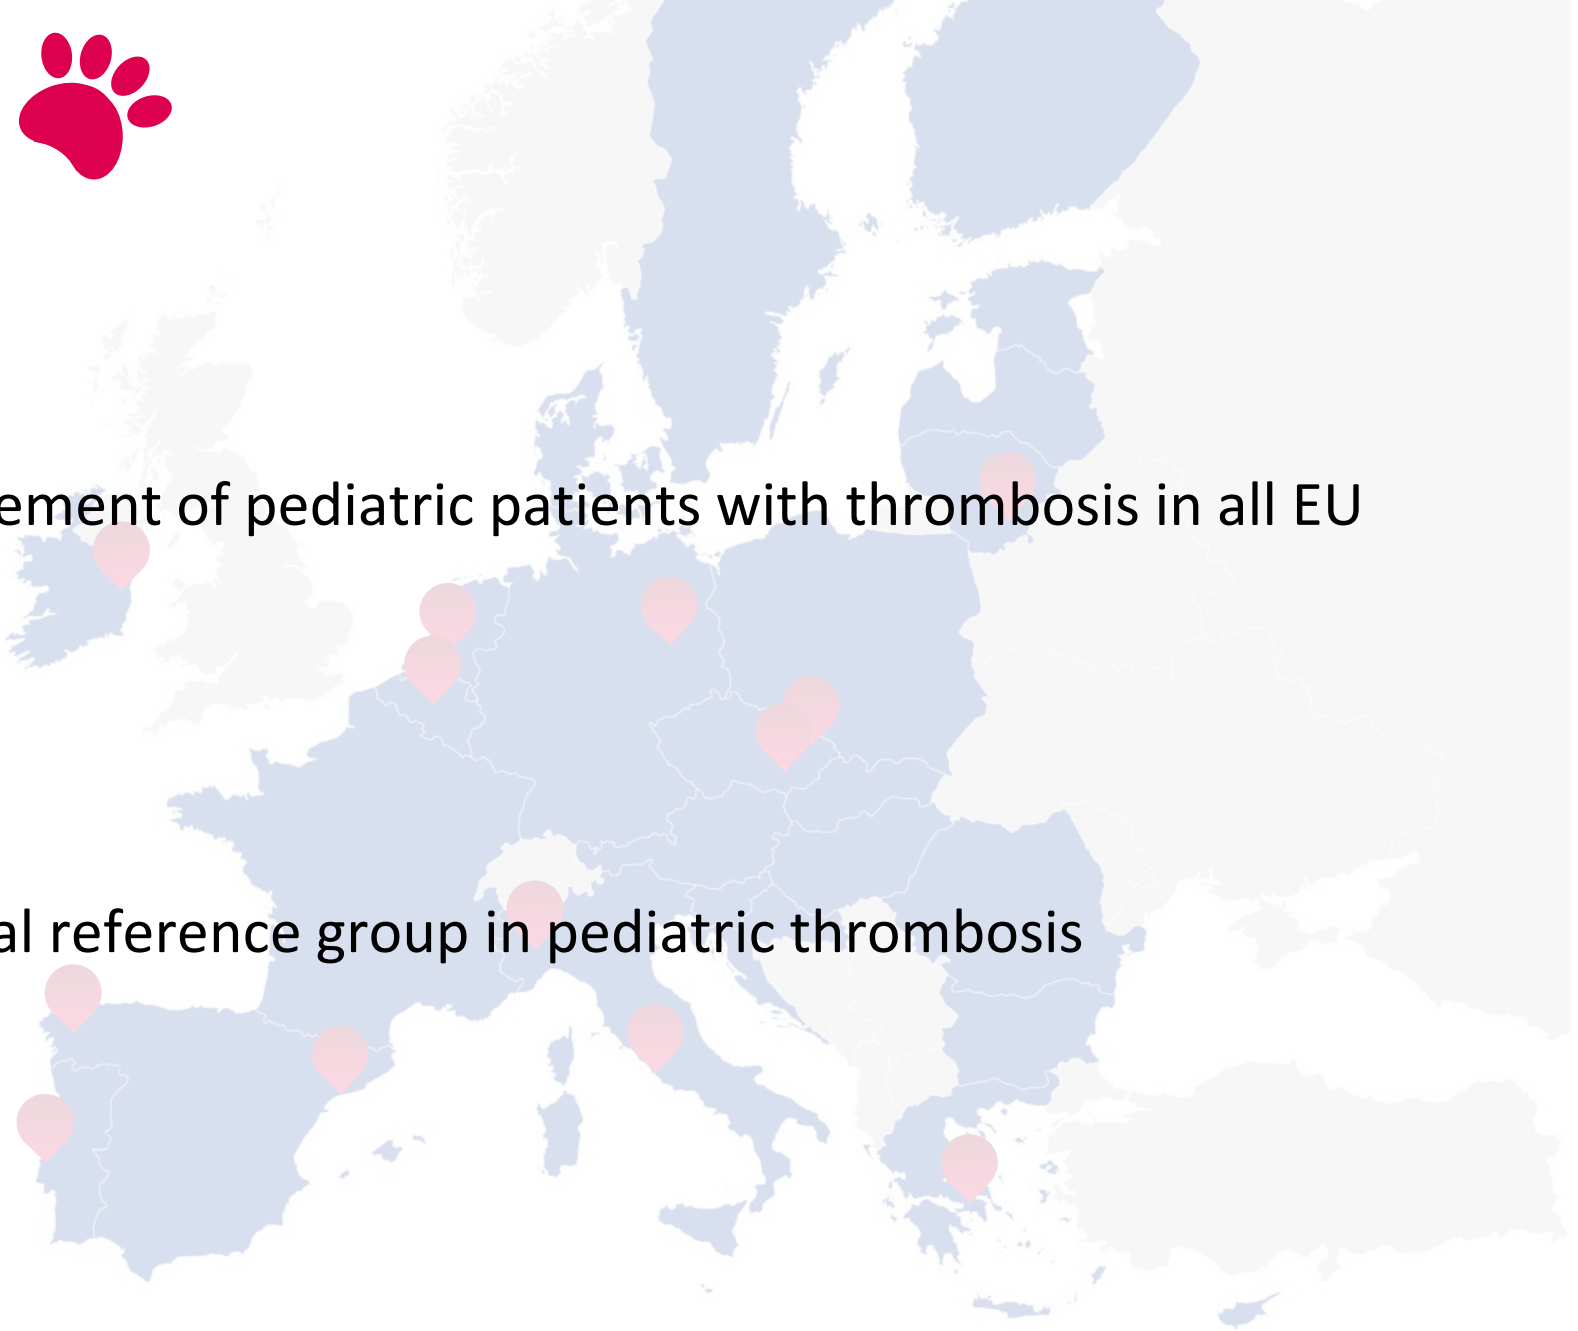 ement of pediatric patients with thrombosis in all EU
al reference group in pediatric thrombosis